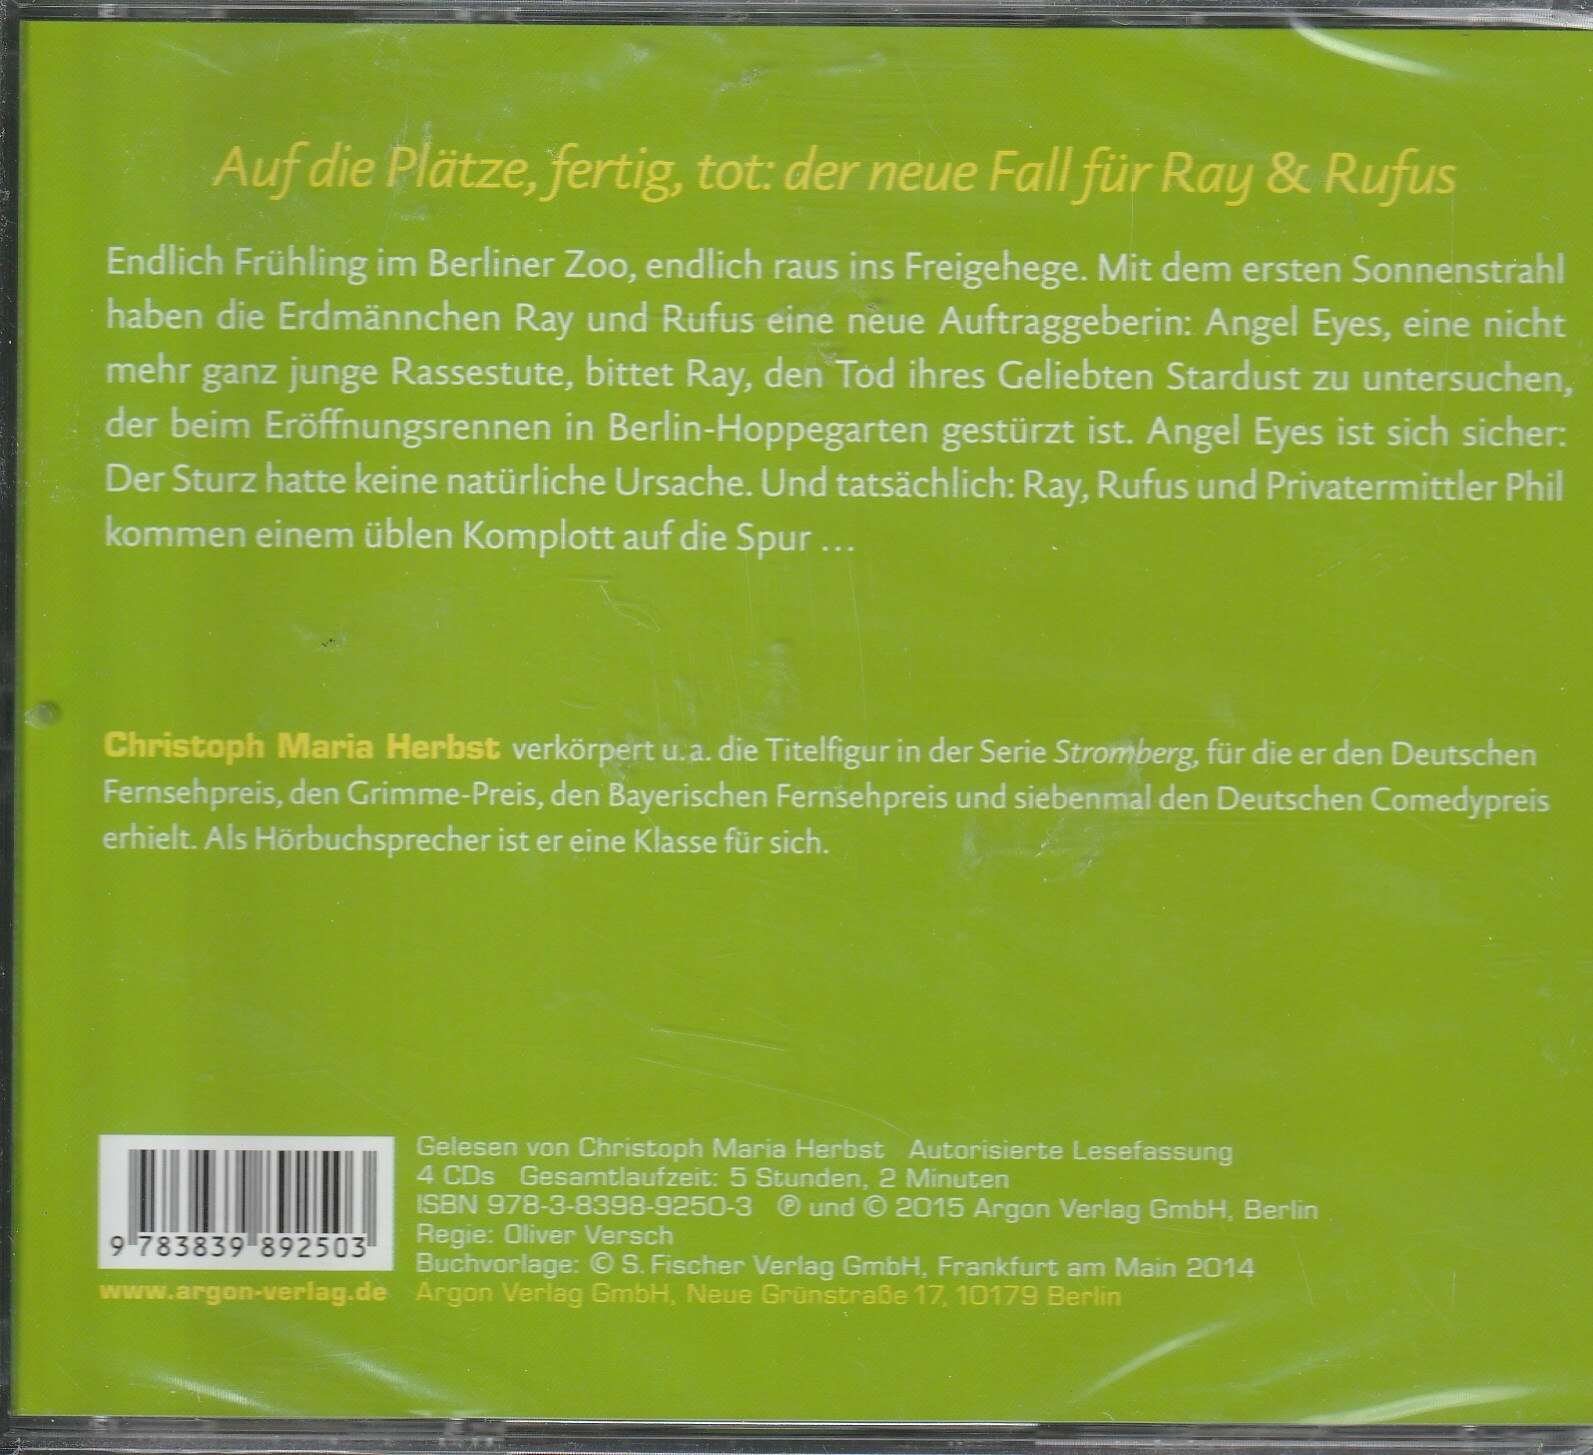 Auf die Plätze, fertig, tot: der neue Fall für Ray & Rufus
Endlich Frühling im Berliner Zoo, endlich raus ins Freigehege. Mit dem ersten Sonnenstrahl
haben die Erdmännchen Ray und Rufus eine neue Auftraggeberin: Angel Eyes, eine nicht
mehr ganz junge Rassestute, bittet Ray, den Tod ihres Geliebten Stardust zu untersuchen,
der beim Eröffnungsrennen in Berlin-Hoppegarten gestürzt ist. Angel Eyes ist sich sicher:
Der Sturz hatte keine natürliche Ursache. Und tatsächlich: Ray, Rufus und Privatermittler Phil
kommen einem üblen Komplott auf die Spur ...
Christoph Maria Herbst verkörpert u. a. die Titelfigur in der Serie Stromberg, für die er den Deutschen
Fernsehpreis, den Grimme-Preis, den Bayerischen Fernsehpreis und siebenmal den Deutschen Comedypreis
erhielt. Als Hörbuchsprecher ist er eine Klasse für sich.
Gelesen von Christoph Maria Herbst Autorisierte Lesefassung
4 CDs Gesamtlaufzeit: 5 Stunden, 2 Minuten
ISBN 978-3-8398-9250-3 ℗ und © 2015 Argon Verlag GmbH, Berlin
Regie: Oliver Versch
Buchvorlage: © S. Fischer Verlag GmbH, Frankfurt am Main 2014
Argon Verlag GmbH, Neue Grünstraße 17, 10179 Berlin
9 783839 892503
www.argon-verlag.de